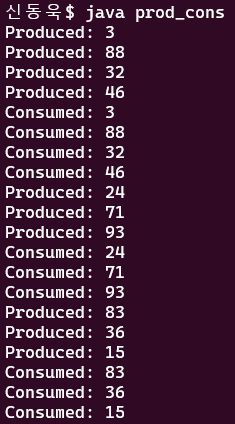 신동욱$ java prod_cons
Produced: 3
Produced: 88
Produced: 32
Produced: 46
Consumed: 3
Consumed: 88
Consumed: 32
Consumed: 46
Produced: 24
Produced: 71
Produced: 93
Consumed: 24
Consumed: 71
Consumed: 93
Produced: 83
Produced: 36
Produced: 15
Consumed: 83
Consumed: 36
Consumed: 15